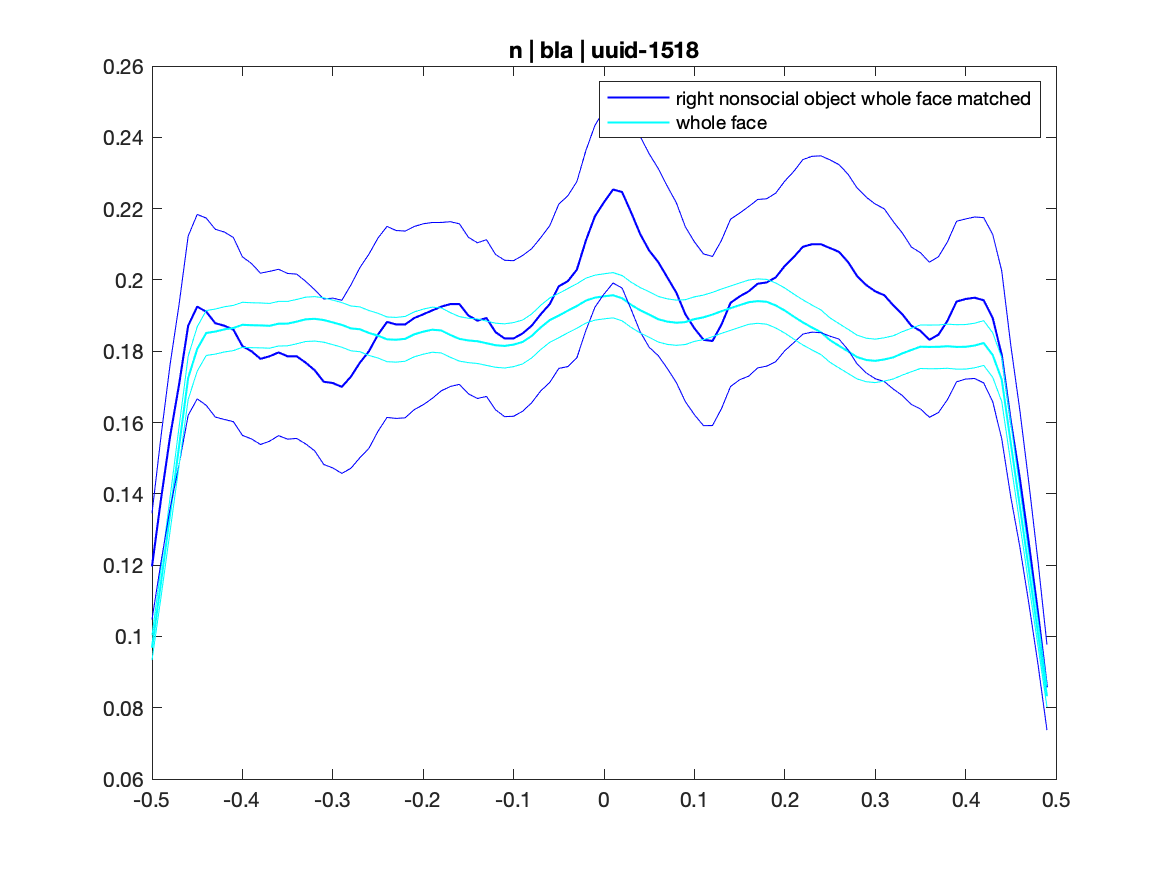 n | bla | uuid-1518
right nonsocial object whole face matched
whole face
0.26
0.24
0.22
0.2
0.18
0.16
0.14
0.12
0.1
0.08
0.06
-0.5 -0.4 -0.3 -0.2 -0.1 0 0.1 0.2 0.3 0.4 0.5